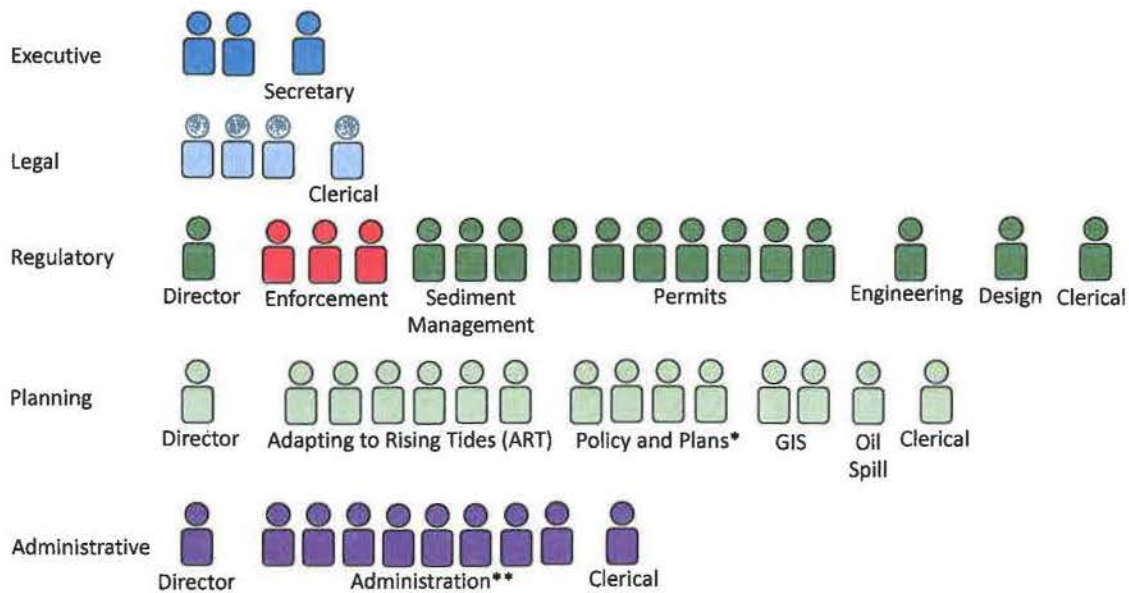 Executive
Secretary
Legal
Clerical
Regulatory
Director
Enforcement
Sediment
Management
Permits
Engineering
Design
Clerical
Planning
Director
Adapting to Rising Tides (ART)
Policy and Plans*
GIS
Oil
Spill
Clerical
Administrative
Director
Administration**
Clerical